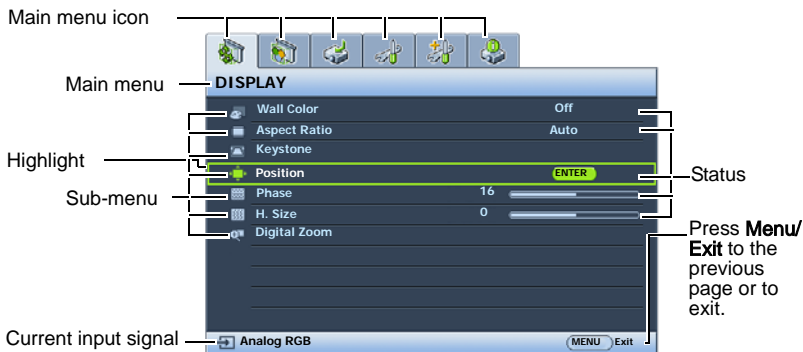 Main menu icon
Main menu
DISPLAY
Wall Color Off
Aspect Ratio Auto
Keystone
Highlight
Position ENTER
Status
Sub-menu
Phase 16
H. Size 0
Digital Zoom
Press Menu/
Exit to the
previous
page or to
exit.
Current input signal
Analog RGB
MENU Exit